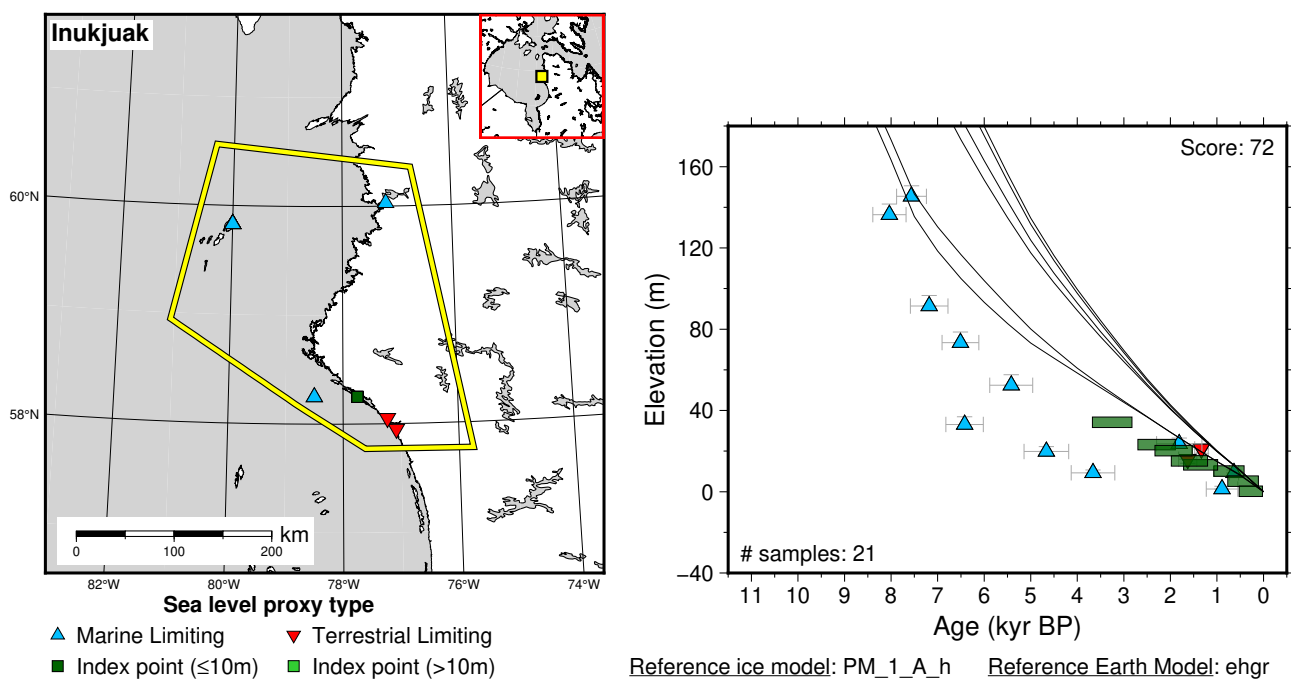 Inukjuak
60°N
58°N
km
0 100 200
82°W 80°W 78°W 76°W 74°W
Sea level proxy type
Marine Limiting Terrestrial Limiting
Index point (≤10m) Index point (>10m)
Score: 72
160
120
80
40
0
−40
Elevation (m)
# samples: 21
11 10 9 8 7 6 5 4 3 2 1 0
Age (kyr BP)
Reference ice model: PM_1_A_h Reference Earth Model: ehgr